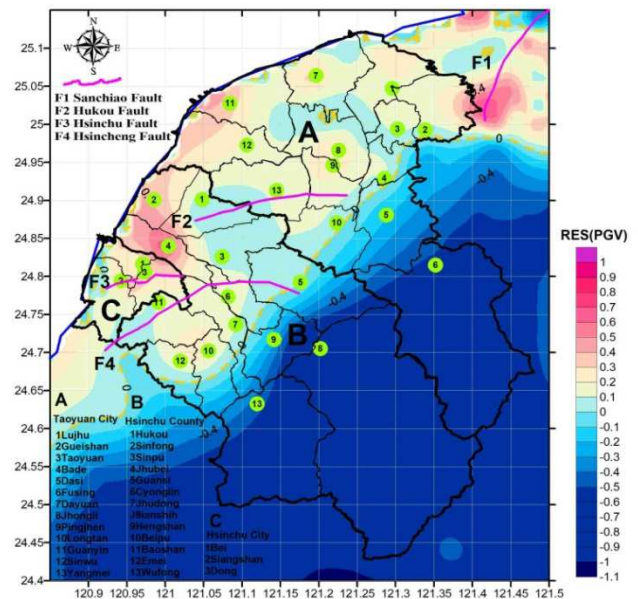 25.1
25.05
25
24.95
24.9
24.85
24.8
24.75
24.7
24.65
24.6
24.55
24.5
24.45
24.4
N
W E
S
F1 Sanchiao Fault
F2 Hukou Fault
F3 Hsinchu Fault
F4 Hsincheng Fault
F1
F2
F3
F4
A
B
C
0
-0.4
RES(PGV)
1
0.9
0.8
0.7
0.6
0.5
0.4
0.3
0.2
0.1
0
-0.1
-0.2
-0.3
-0.4
-0.5
-0.6
-0.7
-0.8
-0.9
-1
-1.1
A
Taoyuan City
1Lujhu
2Gueishan
3Taoyuan
4Bade
5Dasi
6Fusing
7Dayuan
8Jhongli
9Pingjhen
10Longtan
11Guanyin
12Sinwu
13Yangmei
B
Hsinchu County
1Hukou
2Sinfong
3Sinpu
4Jhubei
5Guansi
6Cyonglin
7Jhudong
9Hengshan
10Beipu
11Baoshan
12Emei
13Wufong
C
Hsinchu City
1Bei
2Siangshan
3Dong
120.9 120.95 121 121.05 121.1 121.15 121.2 121.25 121.3 121.35 121.4 121.45 121.5